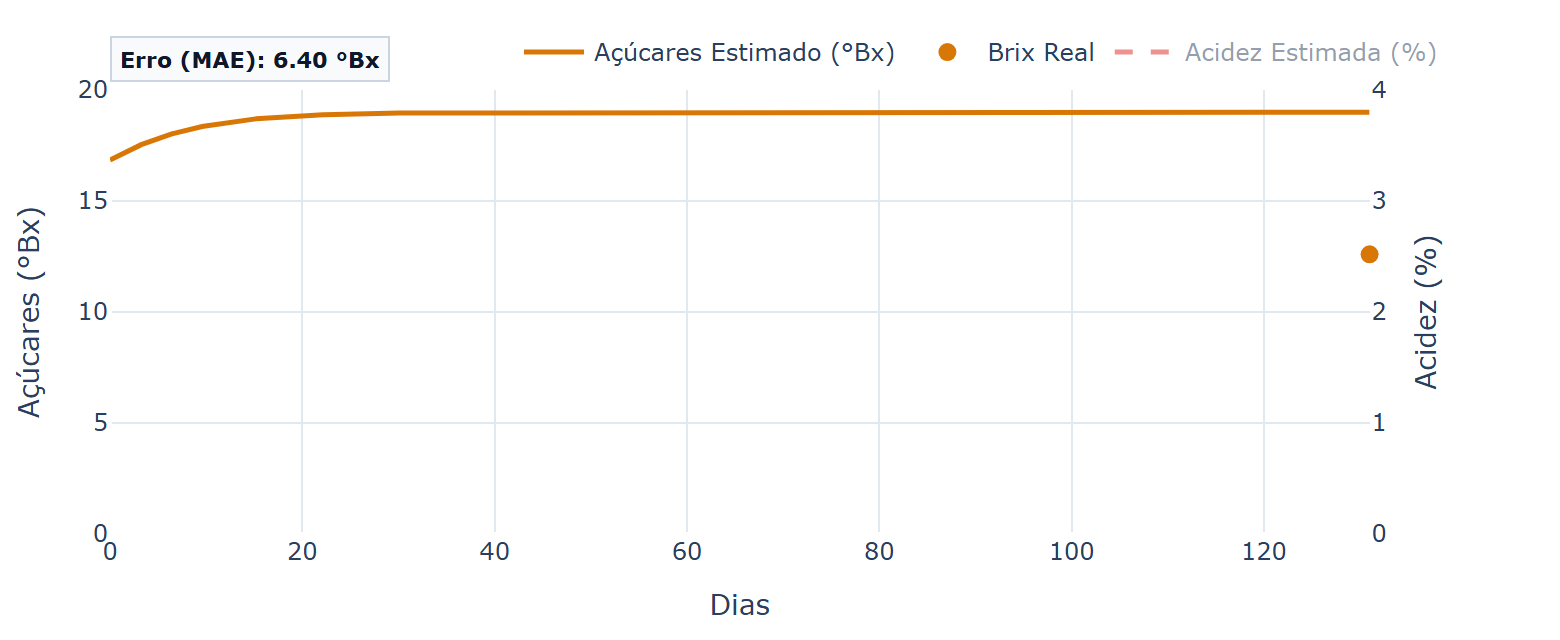 Erro (MAE): 6.40 ºBx
Açúcares Estimado (°Bx)
Brix Real
Acidez Estimada (%)
20
15
10
5
0
Açúcares (°Bx)
4
3
2
1
0
Acidez (%)
0 20 40 60 80 100 120
Dias